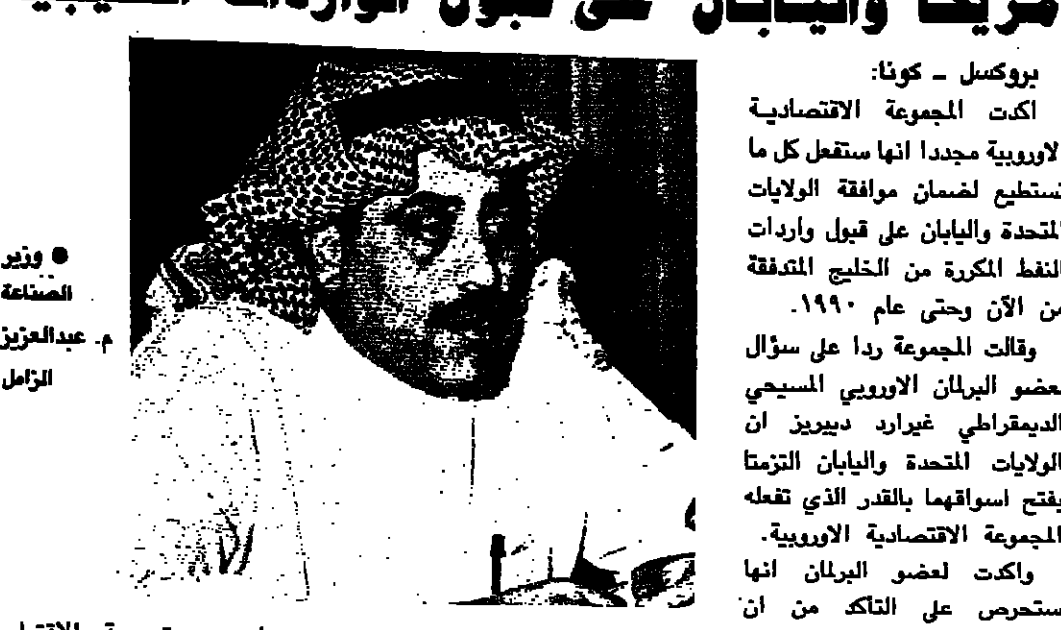 والیابان على قبول الواردات
بروكسل - كونا:
اكدت المجموعة الاقتصادية
لاوروبية مجددا انها ستفعل كل ما
تستطيع لضمان موافقة الولايات
المتحدة واليابان على قبول واردات
النفط المكررة من الخليج المتدفقة
من الآن وحتى عام ١٩٩٠.
وقالت المجموعة ردا على سؤال
لعضو البرلمان الاوروبي المسيحي
الديمقراطي غيرارد دبيريز ان
الولايات المتحدة واليابان التزمتا
بفتح اسواقهما بالقدر الذي تفعله
المجموعة الاقتصادية الاوروبية.
واكدت لعضو البرلمان انها
ستحرص على التأكد من ان
● وزير
الصناعة
م. عبدالعزيز
الزامل